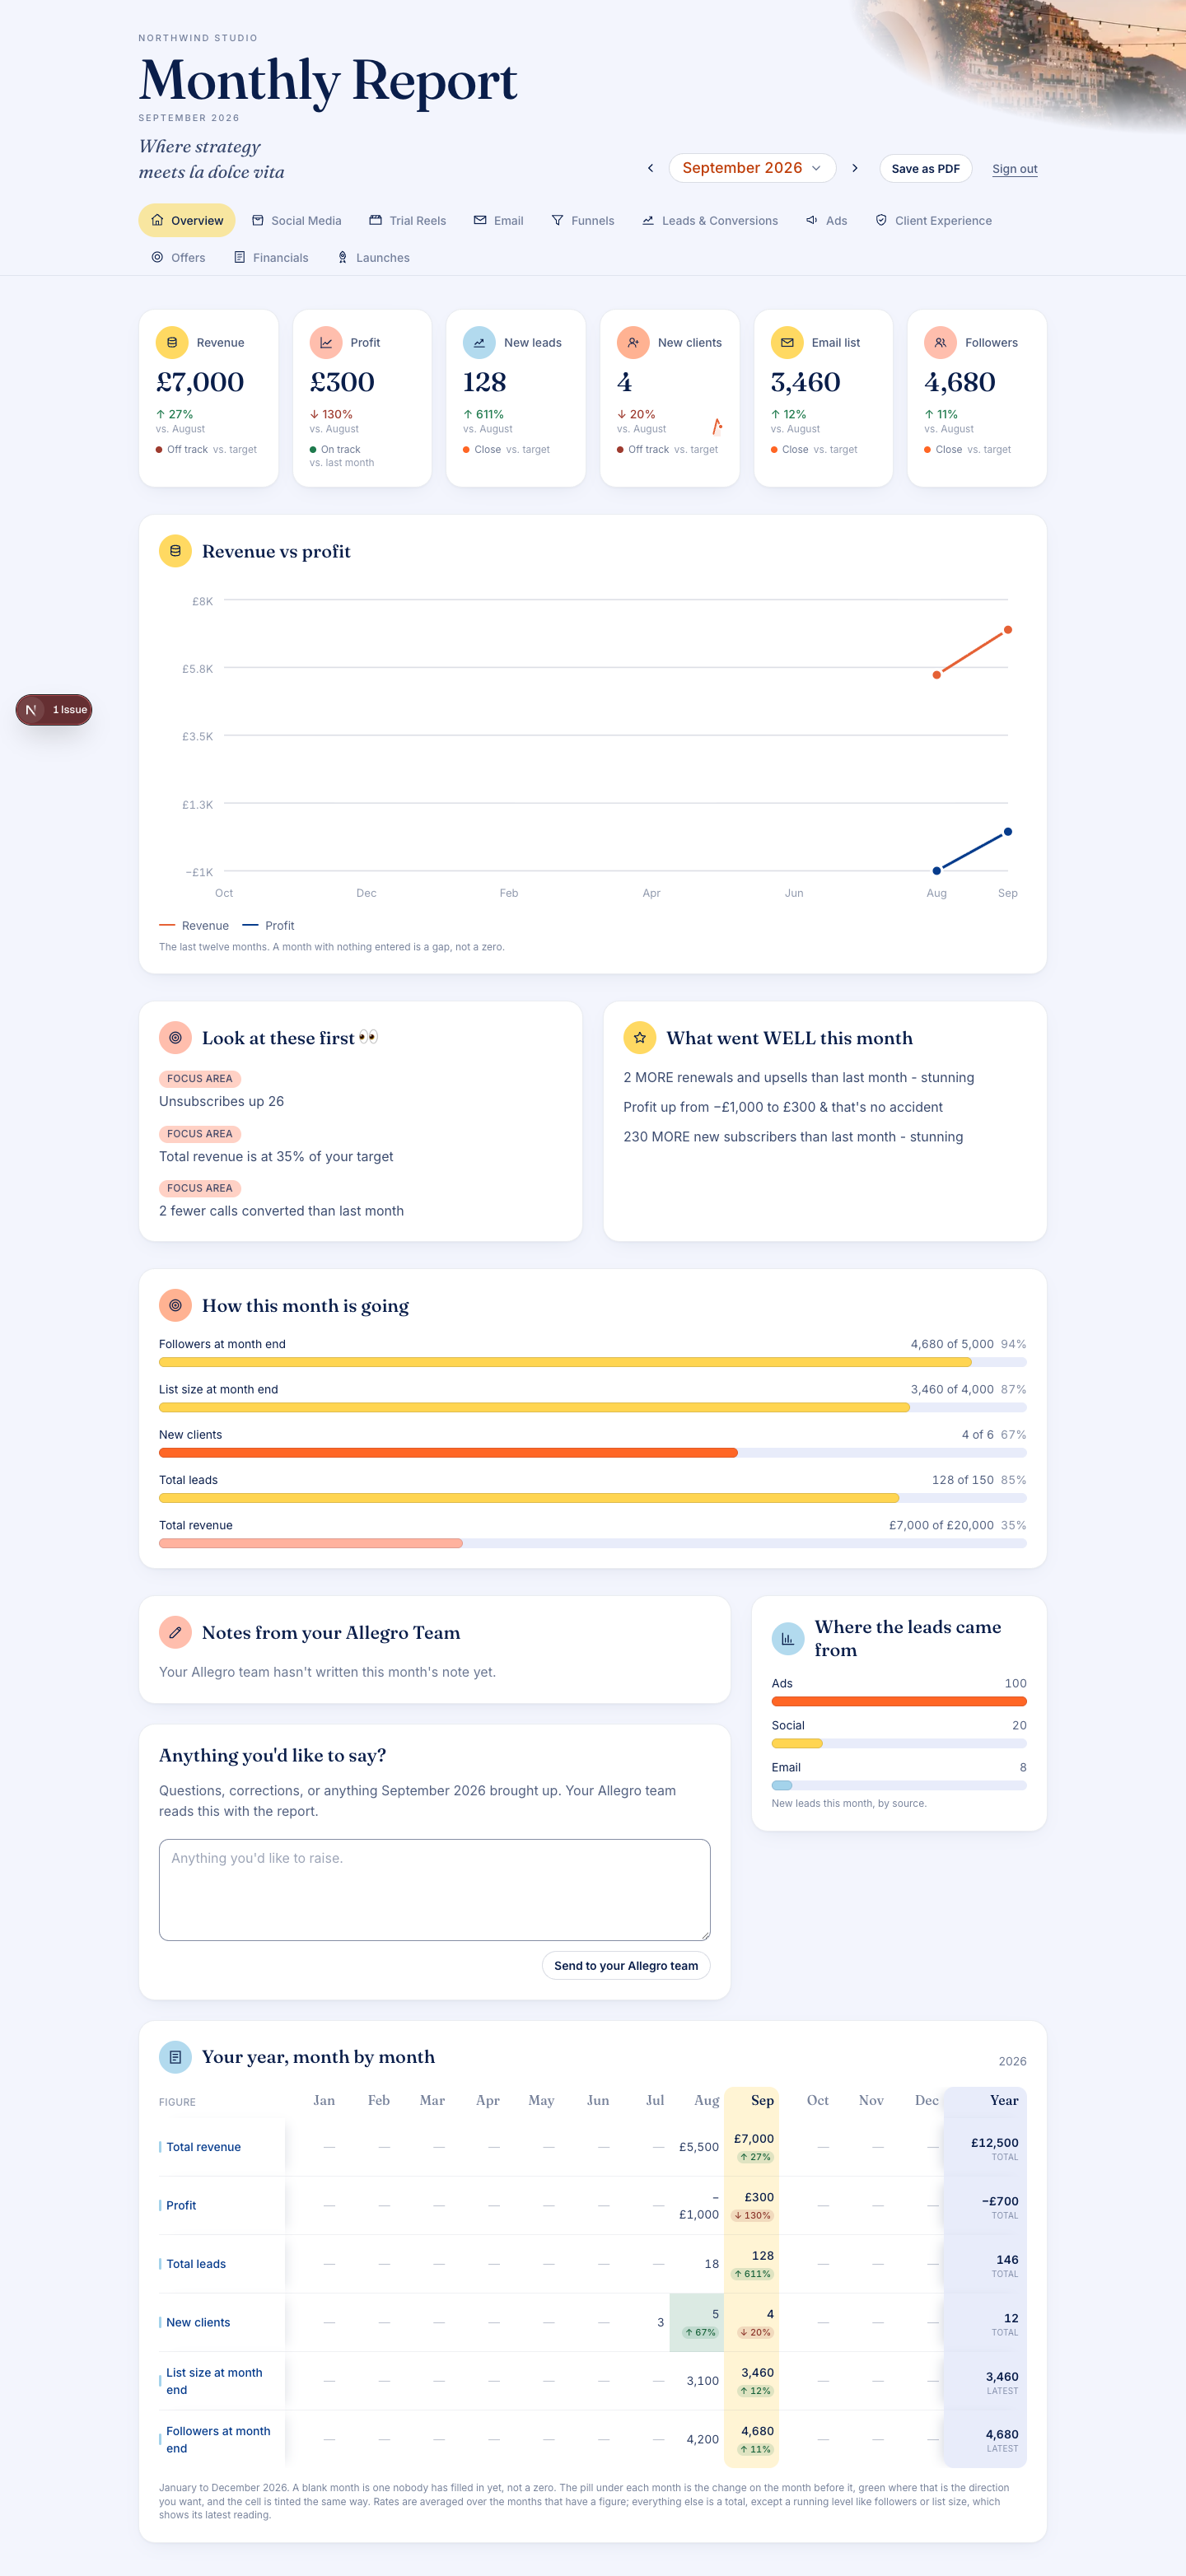 NORTHWIND STUDIO
Monthly Report
SEPTEMBER 2026
Where strategy
meets la dolce vita
September 2026
Save as PDF
Sign out
Overview
Social Media
Trial Reels
Email
Funnels
Leads & Conversions
Ads
Client Experience
Offers
Financials
Launches
Revenue
£7,000
↑ 27%
vs. August
Off track vs. target
Profit
£300
↓ 130%
vs. August
On track
vs. last month
New leads
128
↑ 611%
vs. August
Close vs. target
New clients
4
↓ 20%
vs. August
Off track vs. target
Email list
3,460
↑ 12%
vs. August
Close vs. target
Followers
4,680
↑ 11%
vs. August
Close vs. target
Revenue vs profit
£8K
£5.8K
£3.5K
£1.3K
−£1K
Oct Dec Feb Apr Jun Aug Sep
Revenue Profit
The last twelve months. A month with nothing entered is a gap, not a zero.
N 1 Issue
Look at these first 👀
FOCUS AREA
Unsubscribes up 26
FOCUS AREA
Total revenue is at 35% of your target
FOCUS AREA
2 fewer calls converted than last month
What went WELL this month
2 MORE renewals and upsells than last month - stunning
Profit up from −£1,000 to £300 & that's no accident
230 MORE new subscribers than last month - stunning
How this month is going
Followers at month end 4,680 of 5,000 94%
List size at month end 3,460 of 4,000 87%
New clients 4 of 6 67%
Total leads 128 of 150 85%
Total revenue £7,000 of £20,000 35%
Notes from your Allegro Team
Your Allegro team hasn't written this month's note yet.
Where the leads came
from
Ads 100
Social 20
Email 8
New leads this month, by source.
Anything you'd like to say?
Questions, corrections, or anything September 2026 brought up. Your Allegro team
reads this with the report.
Anything you'd like to raise.
Send to your Allegro team
Your year, month by month
2026
FIGURE Jan Feb Mar Apr May Jun Jul Aug Sep Oct Nov Dec Year
Total revenue — — — — — — — £5,500 £7,000 ↑ 27% — — — £12,500 TOTAL
Profit — — — — — — — −£1,000 £300 ↓ 130% — — — −£700 TOTAL
Total leads — — — — — — — 18 128 ↑ 611% — — — 146 TOTAL
New clients — — — — — — 3 5 ↑ 67% 4 ↓ 20% — — — 12 TOTAL
List size at month end — — — — — — — 3,100 3,460 ↑ 12% — — — 3,460 LATEST
Followers at month end — — — — — — — 4,200 4,680 ↑ 11% — — — 4,680 LATEST
January to December 2026. A blank month is one nobody has filled in yet, not a zero. The pill under each month is the change on the month before it, green where that is the direction
you want, and the cell is tinted the same way. Rates are averaged over the months that have a figure; everything else is a total, except a running level like followers or list size, which
shows its latest reading.